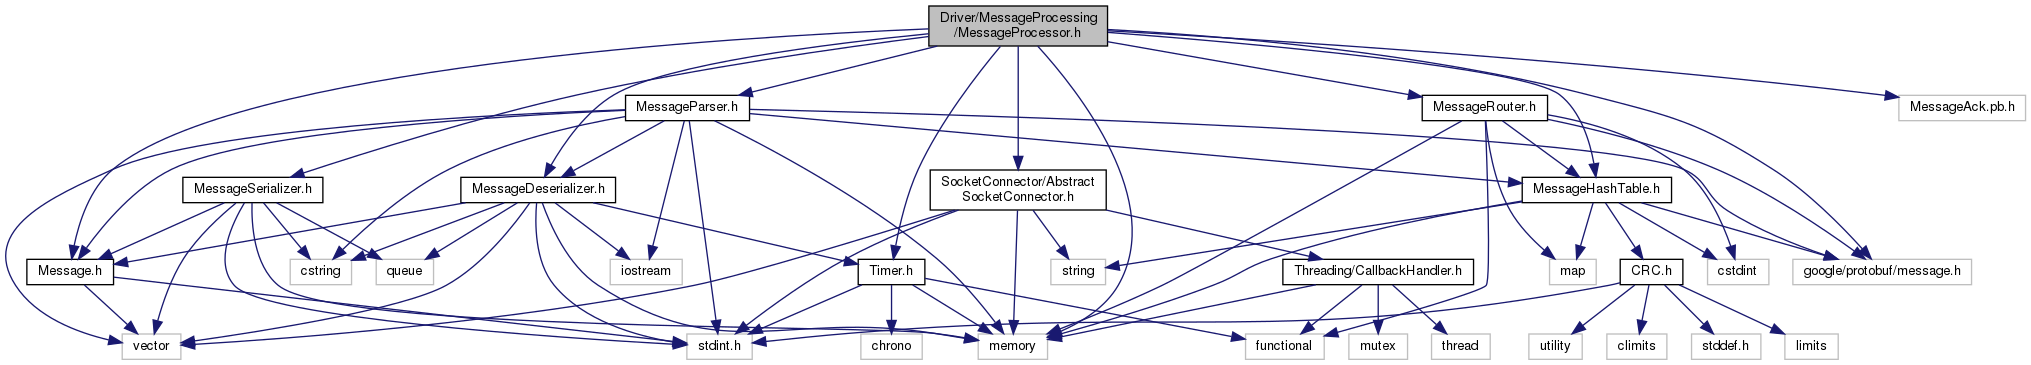 Driver/MessageProcessing
/MessageProcessor.h
MessageParser.h
MessageRouter.h
MessageAck.pb.h
MessageSerializer.h
MessageDeserializer.h
SocketConnector/Abstract
SocketConnector.h
MessageHashTable.h
Message.h
cstring
queue
iostream
Timer.h
string
Threading/CallbackHandler.h
map
CRC.h
cstdint
google/protobuf/message.h
vector
stdint.h
chrono
memory
functional
mutex
thread
utility
climits
stddef.h
limits